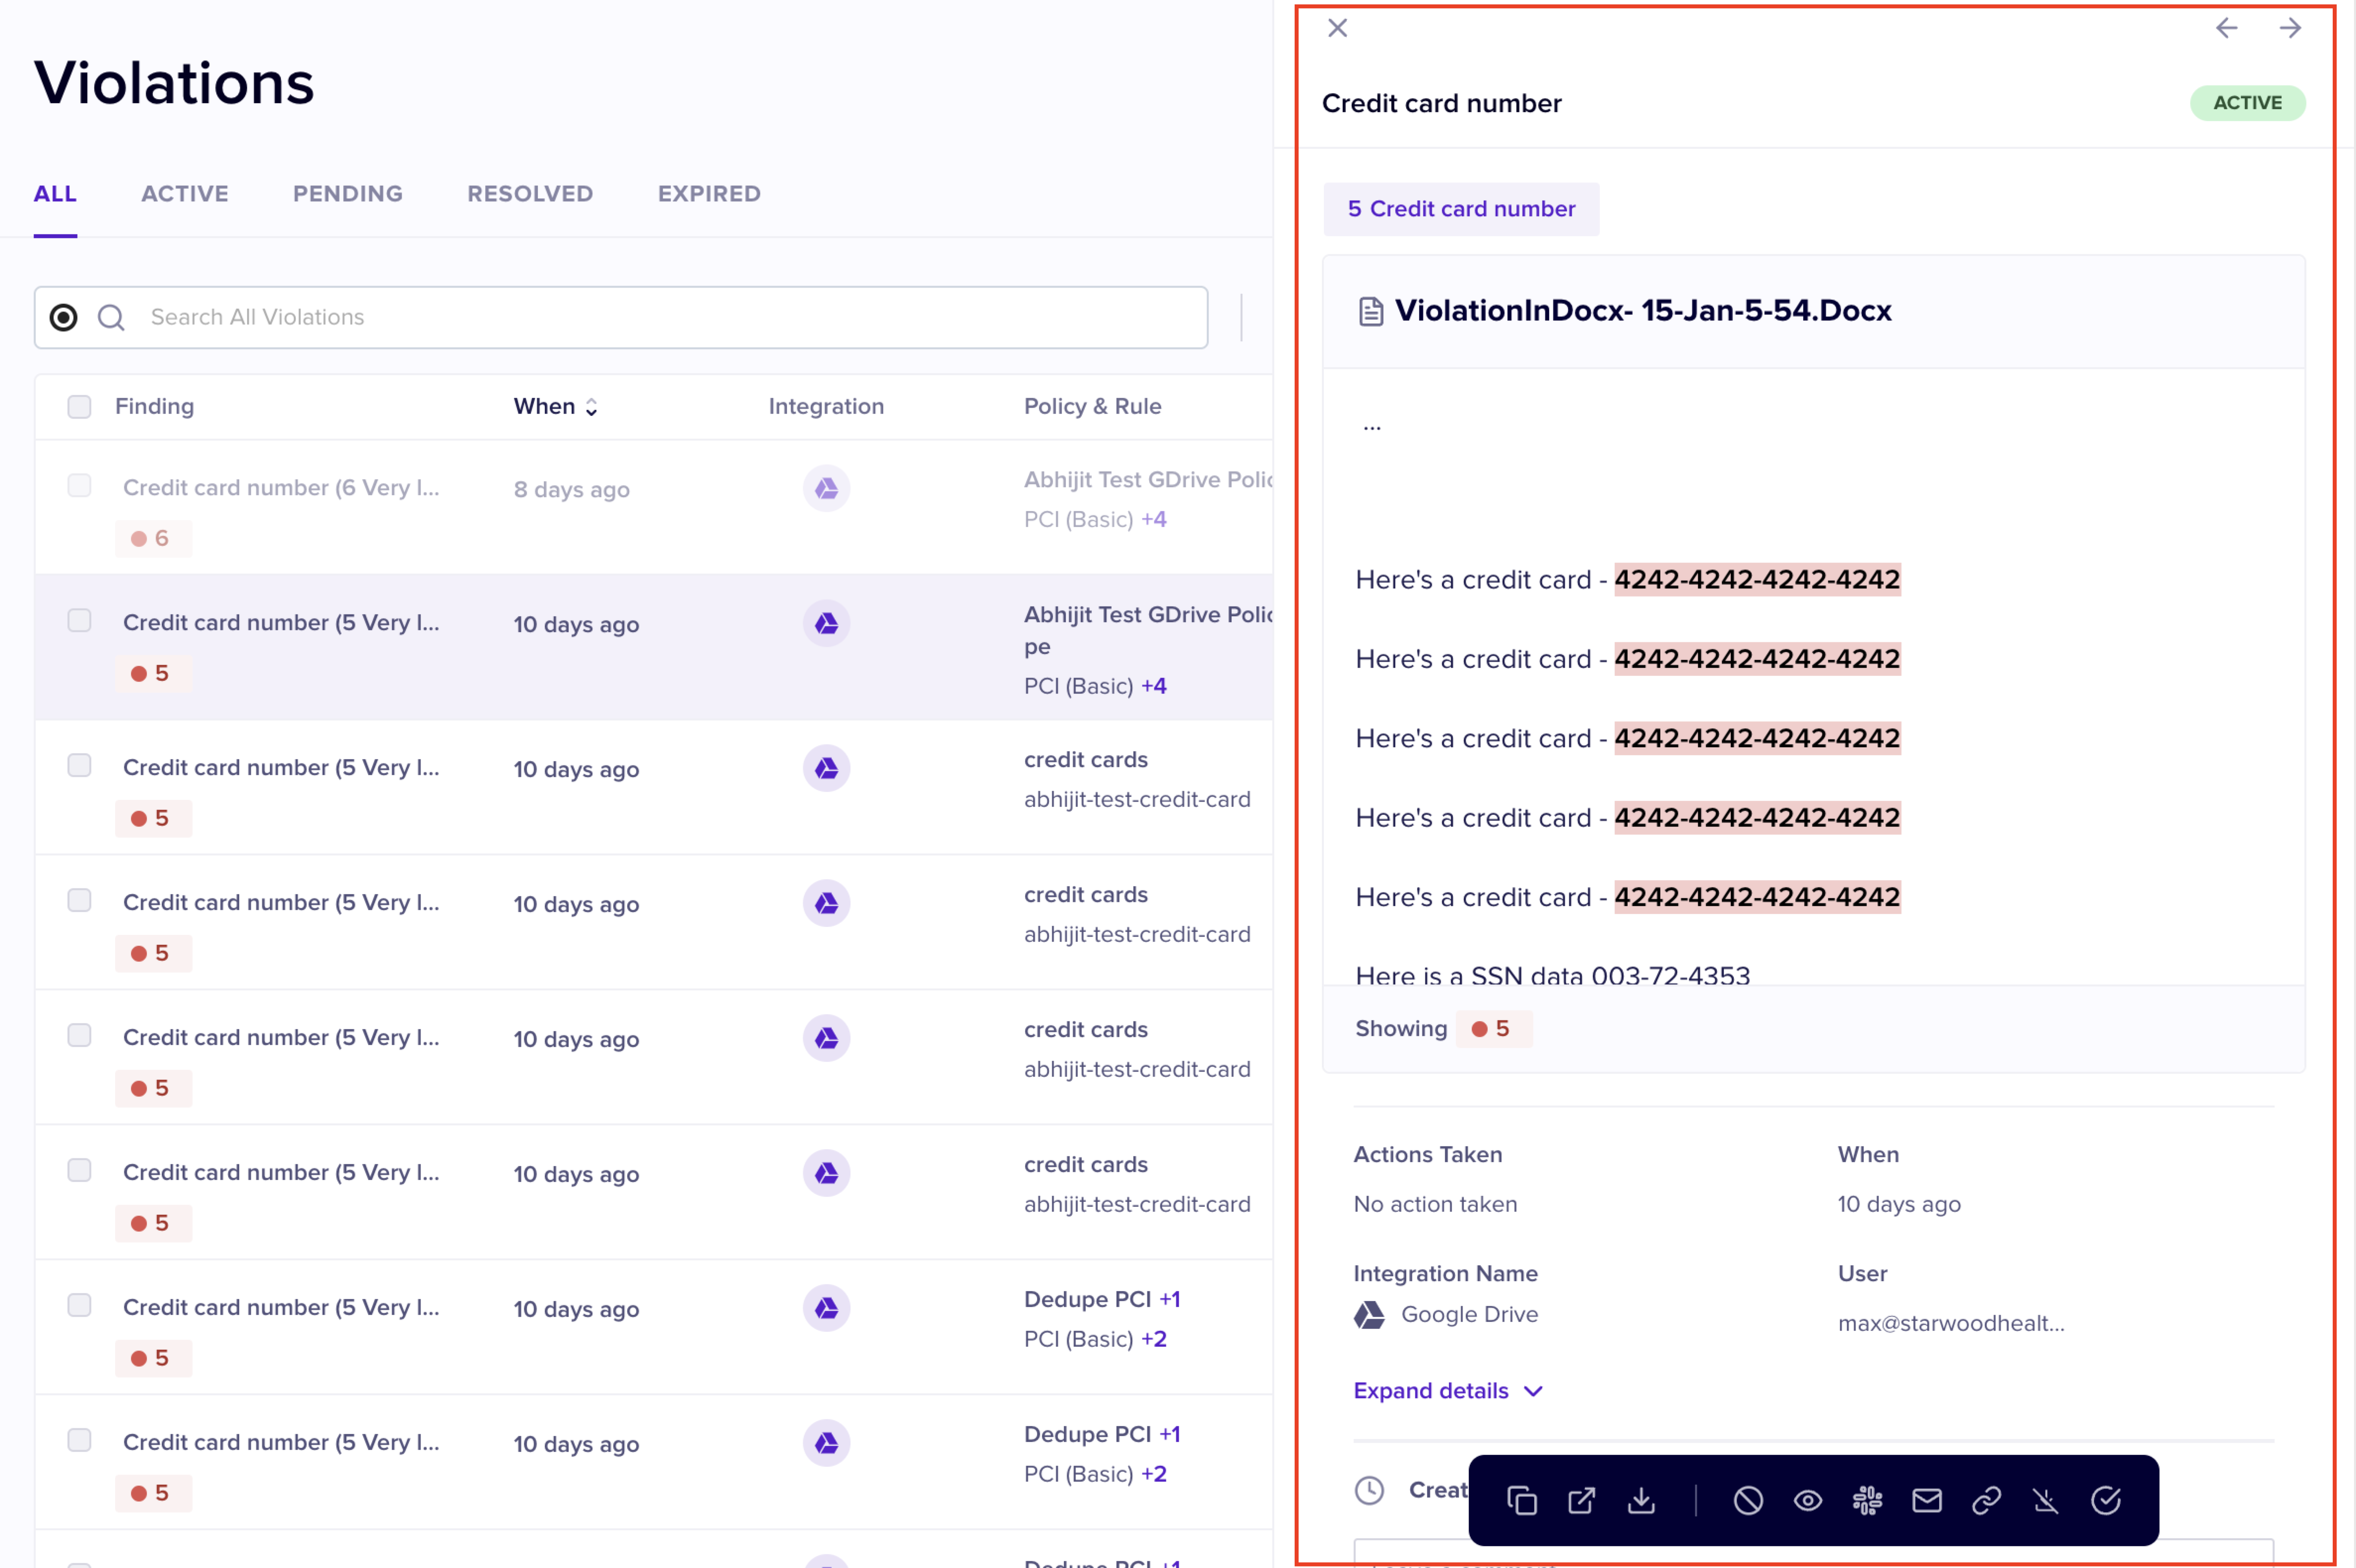 Violations
ALL ACTIVE PENDING RESOLVED EXPIRED
Search All Violations
Finding When Integration Policy & Rule
Credit card number (6 Very l... 8 days ago Abhijit Test GDrive Polic
PCI (Basic) +4
6
Credit card number (5 Very l... 10 days ago Abhijit Test GDrive Polic
pe
5 PCI (Basic) +4
Credit card number (5 Very l... 10 days ago credit cards
abhijit-test-credit-card
5
Credit card number (5 Very l... 10 days ago credit cards
abhijit-test-credit-card
5
Credit card number (5 Very l... 10 days ago credit cards
abhijit-test-credit-card
5
Credit card number (5 Very l... 10 days ago credit cards
abhijit-test-credit-card
5
Credit card number (5 Very l... 10 days ago Dedupe PCI +1
PCI (Basic) +2
5
Credit card number (5 Very l... 10 days ago Dedupe PCI +1
PCI (Basic) +2
5
Dedupe PCI +1
Credit card number ACTIVE
5 Credit card number
ViolationInDocx- 15-Jan-5-54.Docx
...
Here's a credit card - 4242-4242-4242-4242
Here's a credit card - 4242-4242-4242-4242
Here's a credit card - 4242-4242-4242-4242
Here's a credit card - 4242-4242-4242-4242
Here's a credit card - 4242-4242-4242-4242
Here is a SSN data 003-72-4353
Showing 5
Actions Taken When
No action taken 10 days ago
Integration Name User
Google Drive max@starwoodhealt...
Expand details
Creat